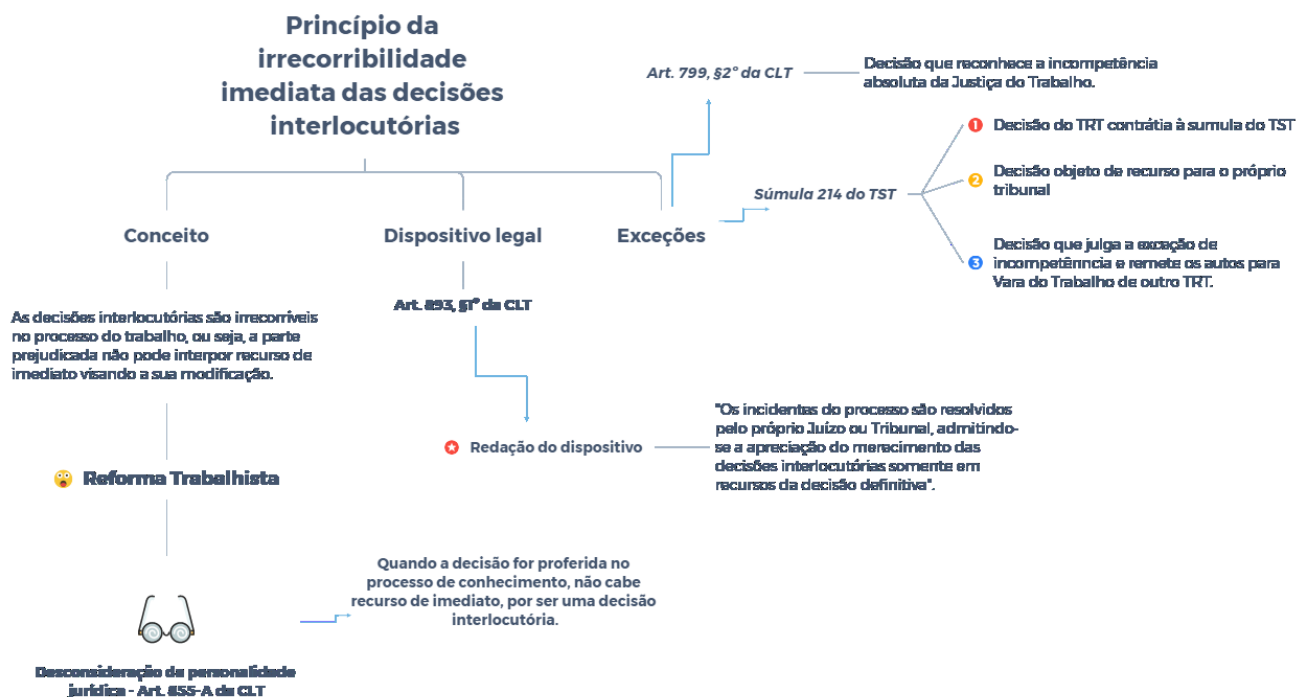 Princípio da
irrecorribilidade
imediata das decisões
interlocutórias
Art. 799, §2º da CLT
Decisão que reconhece a incompetência
absoluta da Justiça do Trabalho.
1 Decisão do TRT contrátia à sumula do TST
Súmula 214 do TST
2 Decisão objeto de recurso para o próprio
tribunal
3 Decisão que julga a exceção de
incompetêrincia e remete os autos para
Vara do Trabalho de outro TRT.
Conceito
Dispositivo legal
Exceções
As decisões interlocutórias são irrecorríveis
no processo do trabalho, ou seja, a parte
prejudicada não pode interpor recurso de
imediato visando a sua modificação.
Art. 893, §1º da CLT
Redação do dispositivo
"Os incidentes do processo são resolvidos
pelo próprio Juízo ou Tribunal, admitindo-
se a apreciação do merecimento das
decisões interlocutórias somente em
recursos da decisão definitiva".
Reforma Trabalhista
Quando a decisão for proferida no
processo de conhecimento, não cabe
recurso de imediato, por ser uma decisão
interlocutória.
Desconsideração da personalidade
jurídica - Art. 855-A da CLT